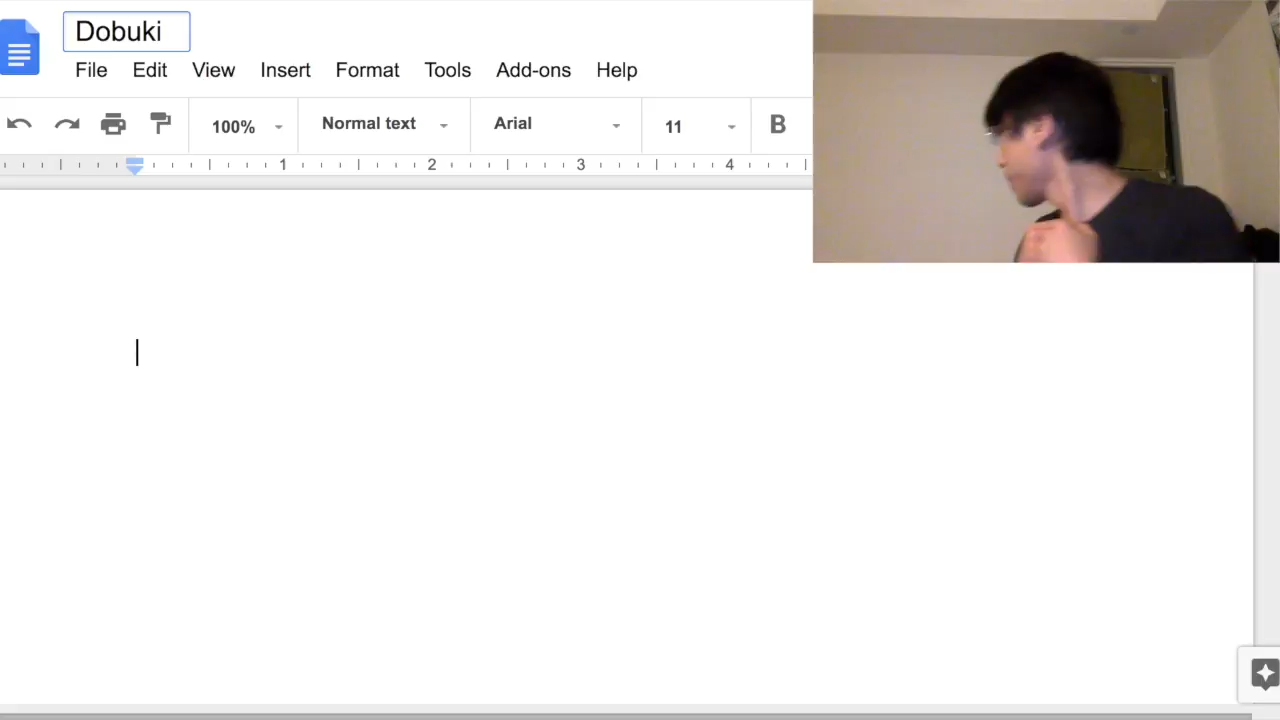 Dobuki
File Edit View Insert Format Tools Add-ons Help
100% Normal text Arial 11 B
1 2 3 4